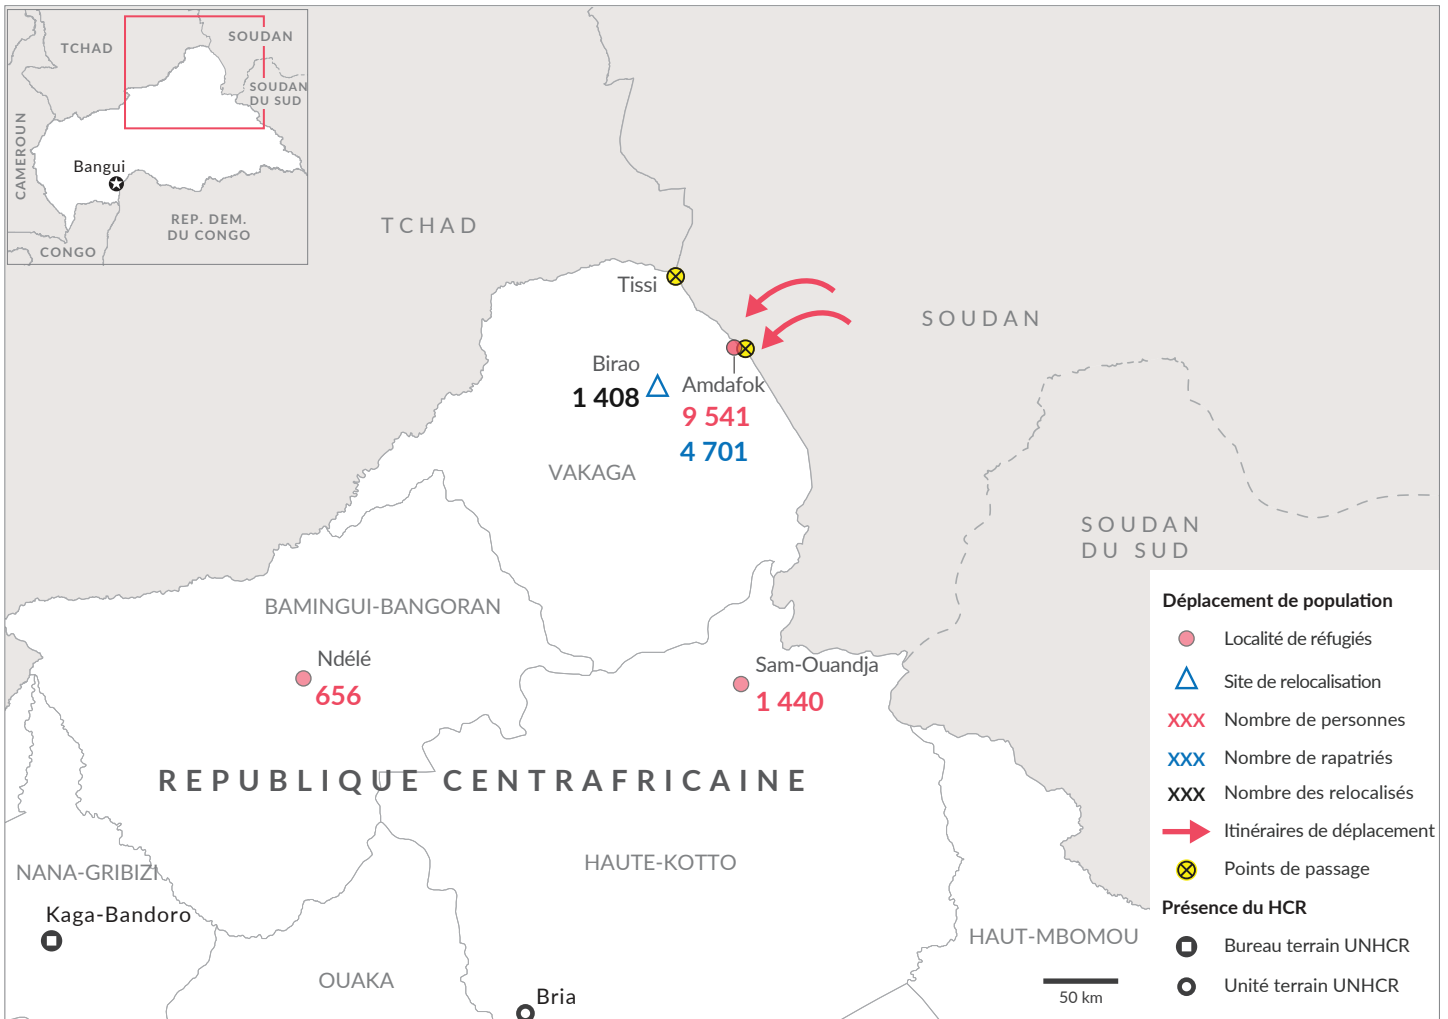 TCHAD
SOUDAN
SOUDAN
DU SUD
CAMEROUN
Bangui
REP. DEM.
DU CONGO
CONGO
TCHAD
Tissi
SOUDAN
Birao
1 408
Amdafok
9 541
4 701
VAKAGA
SOUDAN
DU SUD
BAMINGUI-BANGORAN
Ndélé
656
Sam-Ouandja
1 440
REPUBLIQUE CENTRAFRICAINE
HAUTE-KOTTO
NANA-GRIBIZI
Kaga-Bandoro
OUAKA
Bria
HAUT-MBOMOU
50 km
Déplacement de population
Localité de réfugiés
Site de relocalisation
XXX Nombre de personnes
XXX Nombre de rapatriés
XXX Nombre des relocalisés
Itinéraires de déplacement
Points de passage
Présence du HCR
Bureau terrain UNHCR
Unité terrain UNHCR